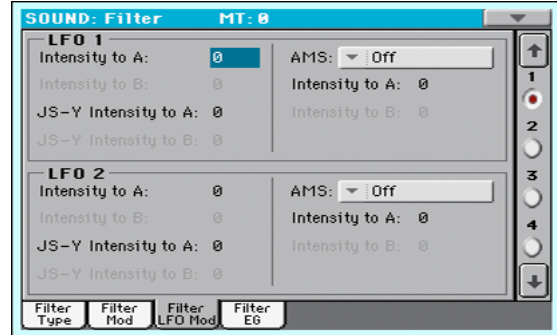 SOUND: Filter MT: 0
LFO 1
Intensity to A: 0 AMS: Off
Intensity to B: 0 Intensity to A: 0
JS-Y Intensity to A: 0 Intensity to B: 0
JS-Y Intensity to B: 0
LFO 2
Intensity to A: 0 AMS: Off
Intensity to B: 0 Intensity to A: 0
JS-Y Intensity to A: 0 Intensity to B: 0
JS-Y Intensity to B: 0
1
2
3
4
Filter Type Filter Mod Filter LFO Mod Filter EG